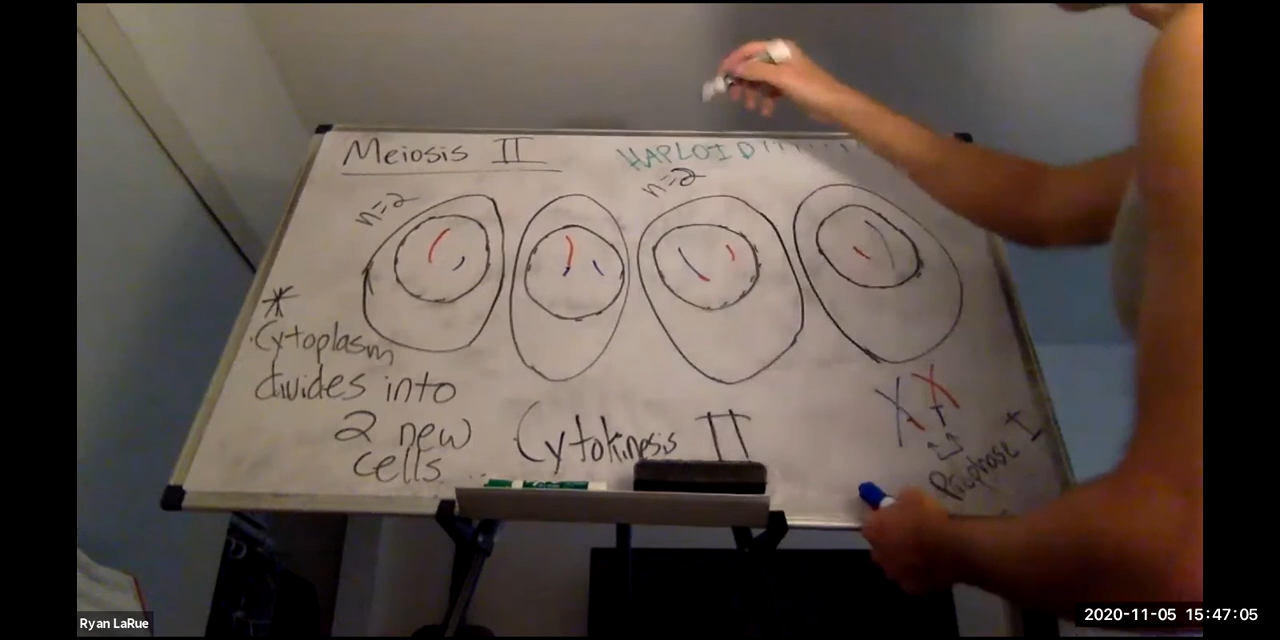 Meiosis II
HAPLOID!!!!!!!
n=2
n=2
*
Cytoplasm
divides into
2 new
cells
Cytokinesis II
Prophase I
Ryan LaRue
2020-11-05 15:47:05